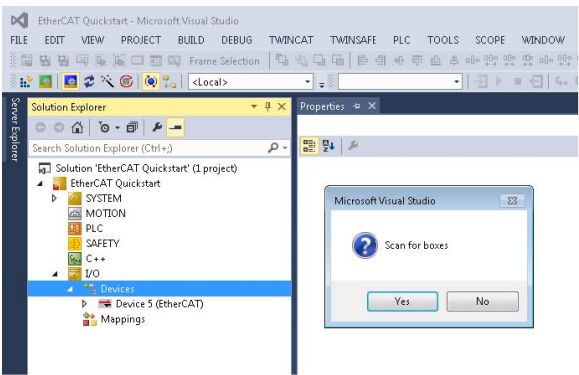 EtherCAT Quickstart - Microsoft Visual Studio
FILE EDIT VIEW PROJECT BUILD DEBUG TWINCAT TWINSAFE PLC TOOLS SCOPE WINDOW
Frame Selection
<Local>
Server Explorer
Solution Explorer
Properties
Search Solution Explorer (Ctrl+;)
Solution 'EtherCAT Quickstart' (1 project)
EtherCAT Quickstart
SYSTEM
MOTION
PLC
SAFETY
C++
I/O
Devices
Device 5 (EtherCAT)
Mappings
Microsoft Visual Studio
Scan for boxes
Yes No